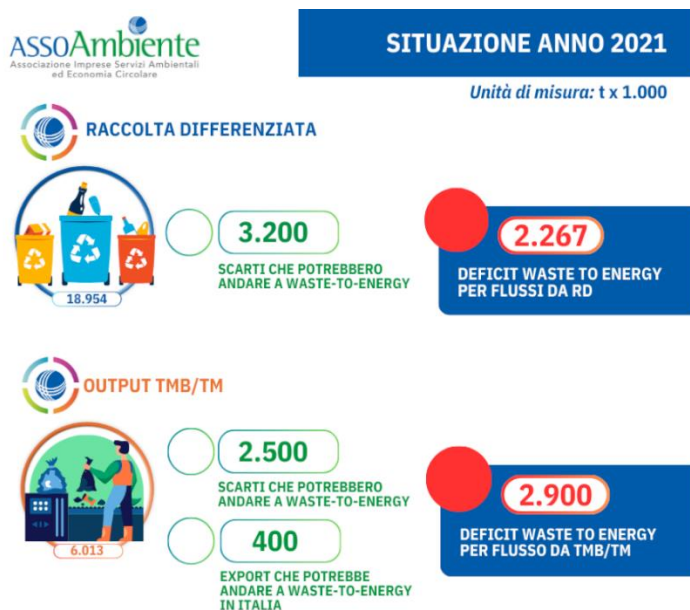 ASSOAmbiente
Associazione Imprese Servizi Ambientali
ed Economia Circolare
SITUAZIONE ANNO 2021
Unità di misura: t x 1.000
RACCOLTA DIFFERENZIATA
18.954
3.200
SCARTI CHE POTREBBERO
ANDARE A WASTE-TO-ENERGY
2.267
DEFICIT WASTE TO ENERGY
PER FLUSSI DA RD
OUTPUT TMB/TM
6.013
2.500
SCARTI CHE POTREBBERO
ANDARE A WASTE-TO-ENERGY
400
EXPORT CHE POTREBBE
ANDARE A WASTE-TO-ENERGY
IN ITALIA
2.900
DEFICIT WASTE TO ENERGY
PER FLUSSO DA TMB/TM